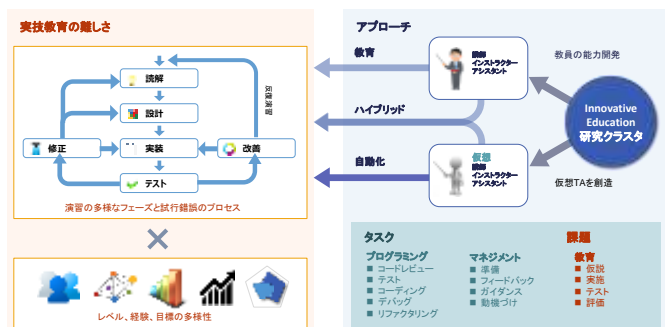 実技教育の難しさ
読解
設計
修正
実装
改善
テスト
反復演習
演習の多様なフェーズと試行錯誤のプロセス
レベル、経験、目標の多様性
アプローチ
教育
ハイブリッド
自動化
講師
インストラクター
アシスタント
仮想
講師
インストラクター
アシスタント
教員の能力開発
Innovative
Education
研究クラスタ
仮想TAを創造
タスク
プログラミング
コードレビュー
テスト
コーディング
デバッグ
リファクタリング
マネジメント
準備
フィードバック
ガイダンス
動機づけ
課題
教育
仮説
実施
テスト
評価